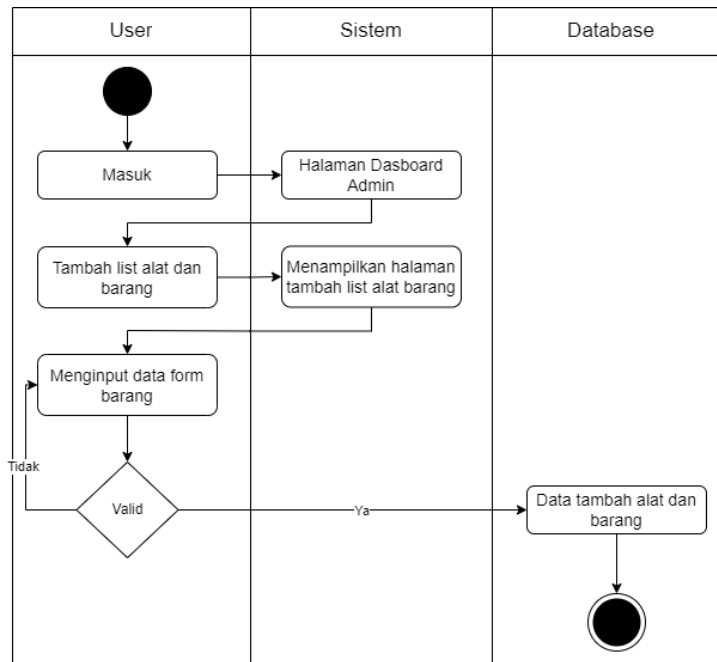 User
Sistem
Database
Masuk
Halaman Dasboard
Admin
Tambah list alat dan
barang
Menampilkan halaman
tambah list alat barang
Menginput data form
barang
Tidak
Valid
Ya
Data tambah alat dan
barang